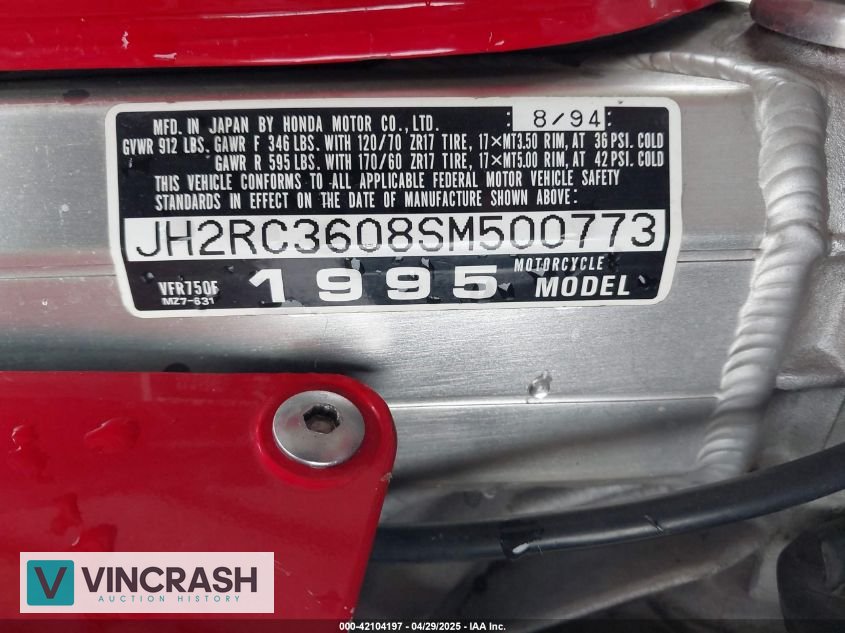 MFD. IN JAPAN BY HONDA MOTOR CO., LTD. 8/94
GVWR 912 LBS. GAWR F 346 LBS. WITH 120/70 ZR17 TIRE, 17×MT3.50 RIM, AT 36 PSI. COLD
GAWR R 595 LBS. WITH 170/60 ZR17 TIRE, 17×MT5.00 RIM, AT 42 PSI. COLD
THIS VEHICLE CONFORMS TO ALL APPLICABLE FEDERAL MOTOR VEHICLE SAFETY
STANDARDS IN EFFECT ON THE DATE OF MANUFACTURE SHOWN ABOVE:
JH2RC3608SM500773
VFR750F
MZ7-631
1995
MOTORCYCLE
MODEL
V VINCRASH
AUCTION HISTORY
000-42104197 - 04/29/2025 - IAA Inc.